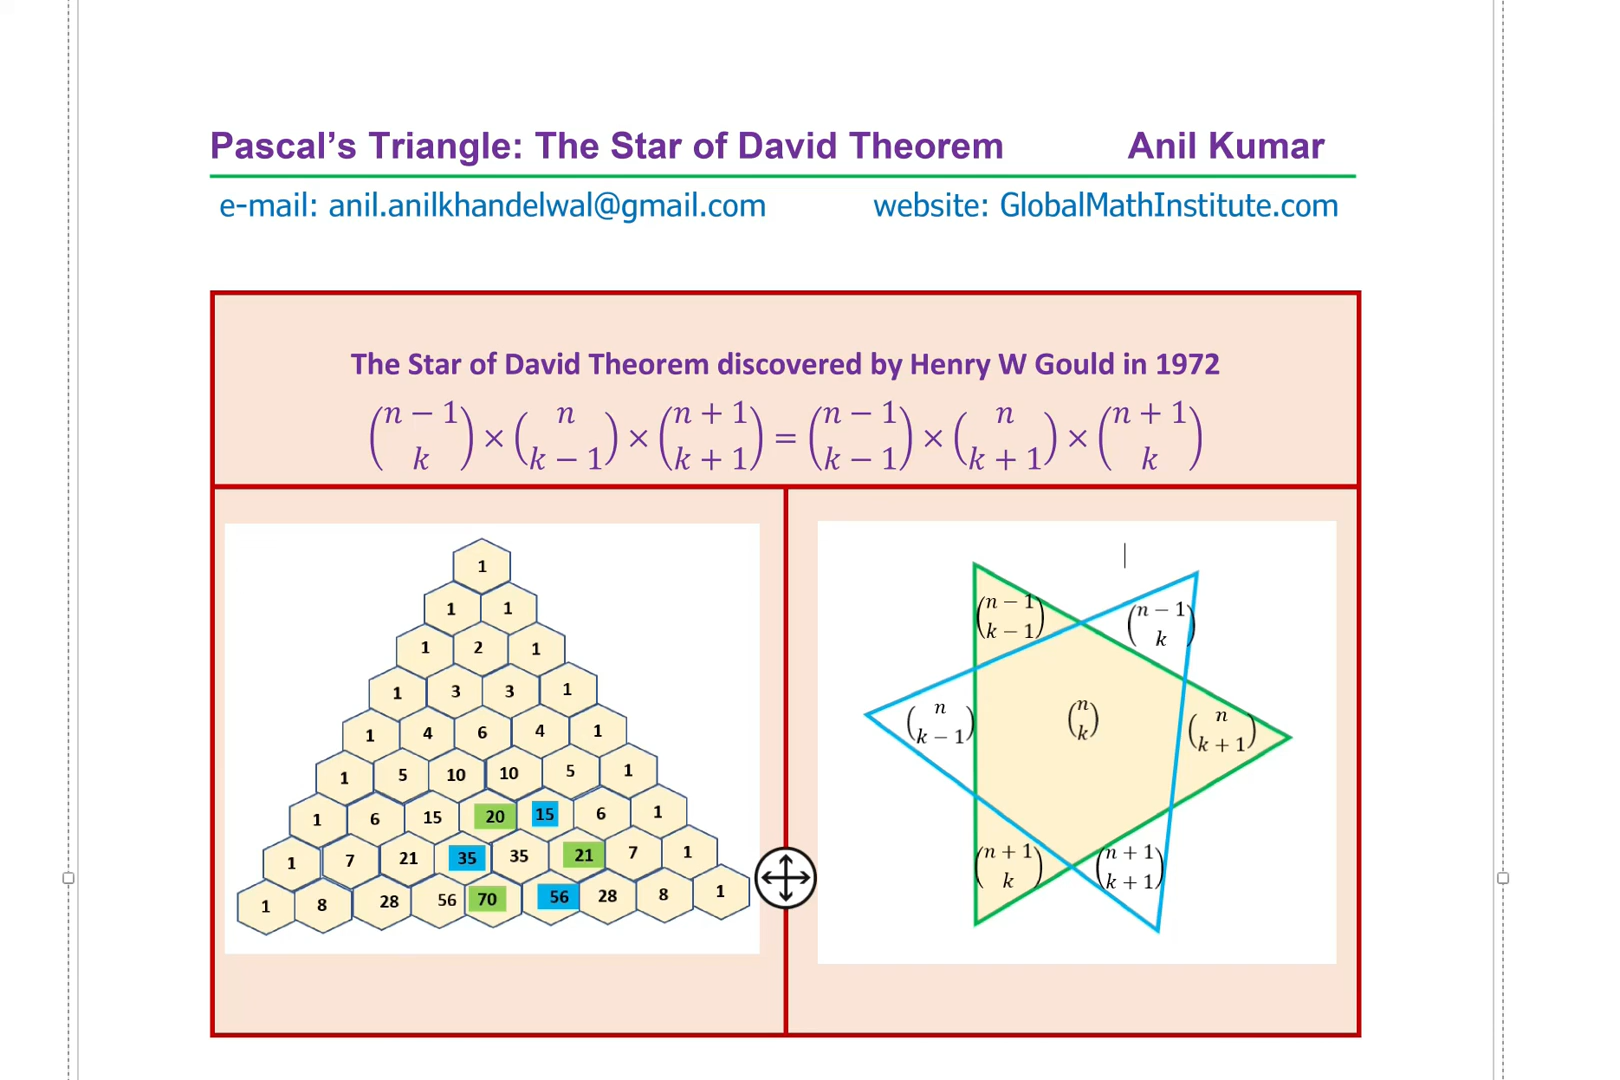 Pascal’s Triangle: The Star of David Theorem Anil Kumar
e-mail: anil.anilkhandelwal@gmail.com website: GlobalMathInstitute.com
The Star of David Theorem discovered by Henry W Gould in 1972
(n − 1 k) × (n k − 1) × (n + 1 k + 1) = (n − 1 k − 1) × (n k + 1) × (n + 1 k)
1
1 1
1 2 1
1 3 3 1
1 4 6 4 1
1 5 10 10 5 1
1 6 15 20 15 6 1
1 7 21 35 35 21 7 1
1 8 28 56 70 56 28 8 1
(n − 1 k − 1) (n − 1 k)
(n k − 1) (n k) (n k + 1)
(n + 1 k) (n + 1 k + 1)